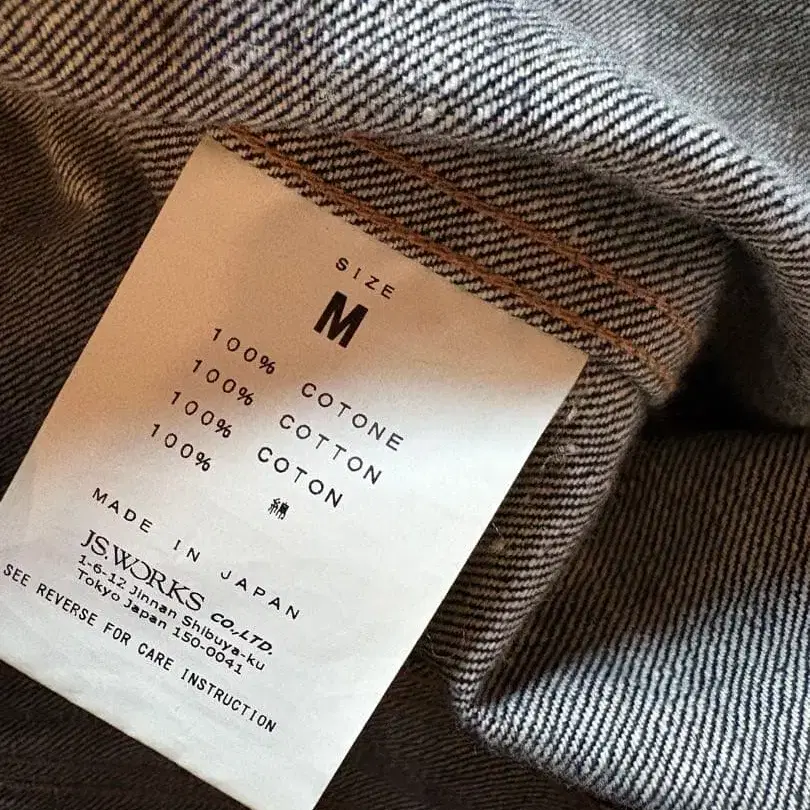 SIZE
M
100% COTONE
100% COTTON
100% COTON
100% 綿
MADE IN JAPAN
JS.WORKS CO.,LTD.
1-6-12 Jinnan Shibuya-ku
Tokyo Japan 150-0041
SEE REVERSE FOR CARE INSTRUCTION